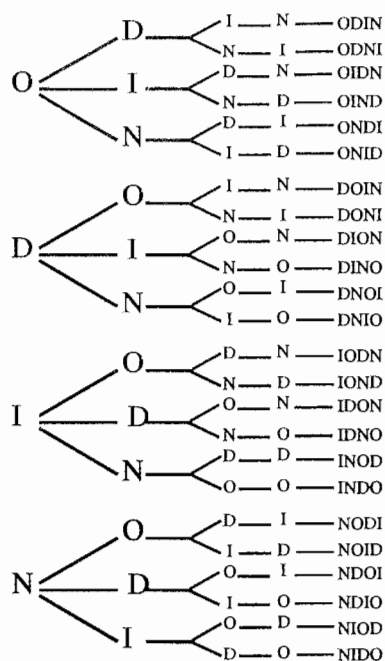 D I N ODIN
N I ODNI
O I D N OIDN
N D OIND
N D I ONDI
I D ONID
O I N DOIN
N I DONI
D I O N DION
N O DINO
N O I DNOI
I O DNIO
O D N IODN
N D IOND
I D O N IDON
N O IDNO
N D D INOD
O O INDO
O D I NODI
I D NOID
N D O I NDOI
I O NDIO
I O D NIOD
D O NIDO